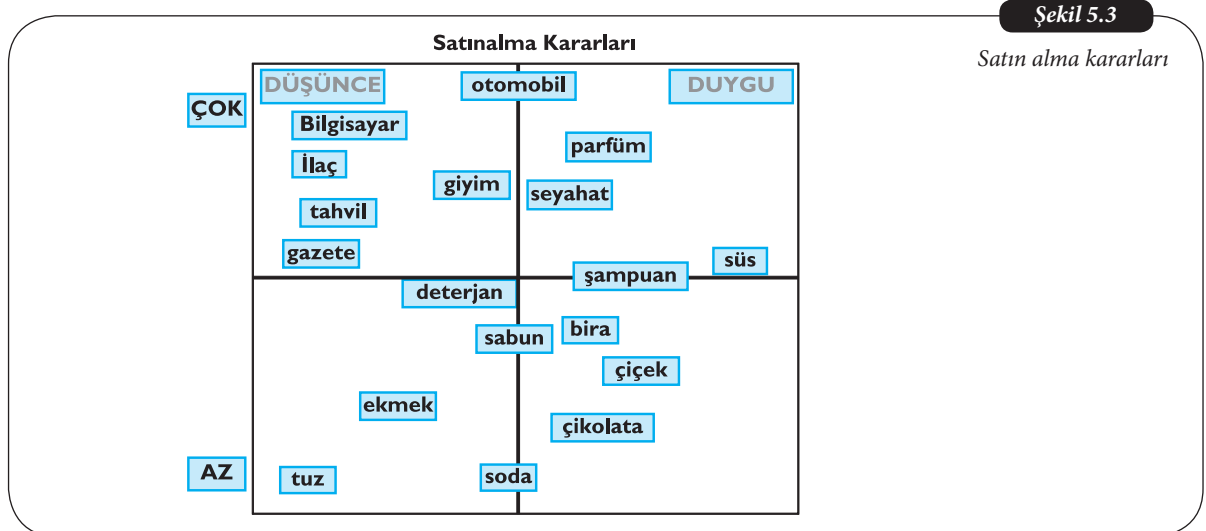 Şekil 5.3
Satın alma kararları
Satınalma Kararları
DÜŞÜNCE
otomobil
DUYGU
ÇOK
Bilgisayar
parfüm
İlaç
giyim
seyahat
tahvil
gazete
süs
şampuan
deterjan
sabun
bira
çiçek
ekmek
çikolata
AZ
tuz
soda